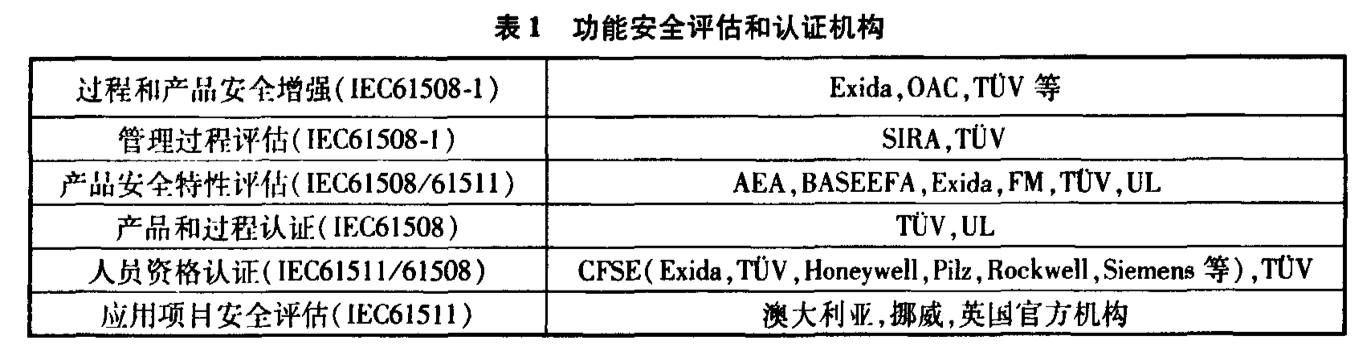 表1 功能安全评估和认证机构
过程和产品安全增强(IEC61508-1) Exida,OAC,TÜV 等
管理过程评估(IEC61508-1) SIRA,TÜV
产品安全特性评估(IEC61508/61511) AEA,BASEEFA,Exida,FM,TÜV,UL
产品和过程认证(IEC61508) TÜV,UL
人员资格认证(IEC61511/61508) CFSE(Exida,TÜV,Honeywell,Pilz,Rockwell,Siemens 等),TÜV
应用项目安全评估(IEC61511) 澳大利亚,挪威,英国官方机构